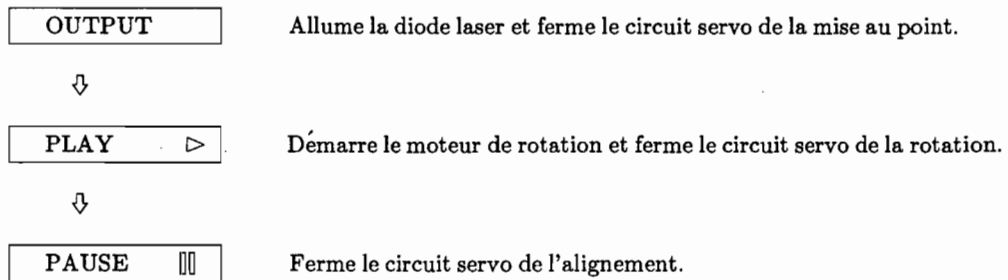 OUTPUT Allume la diode laser et ferme le circuit servo de la mise au point.
PLAY ▷ Démarre le moteur de rotation et ferme le circuit servo de la rotation.
PAUSE Ferme le circuit servo de l'alignement.